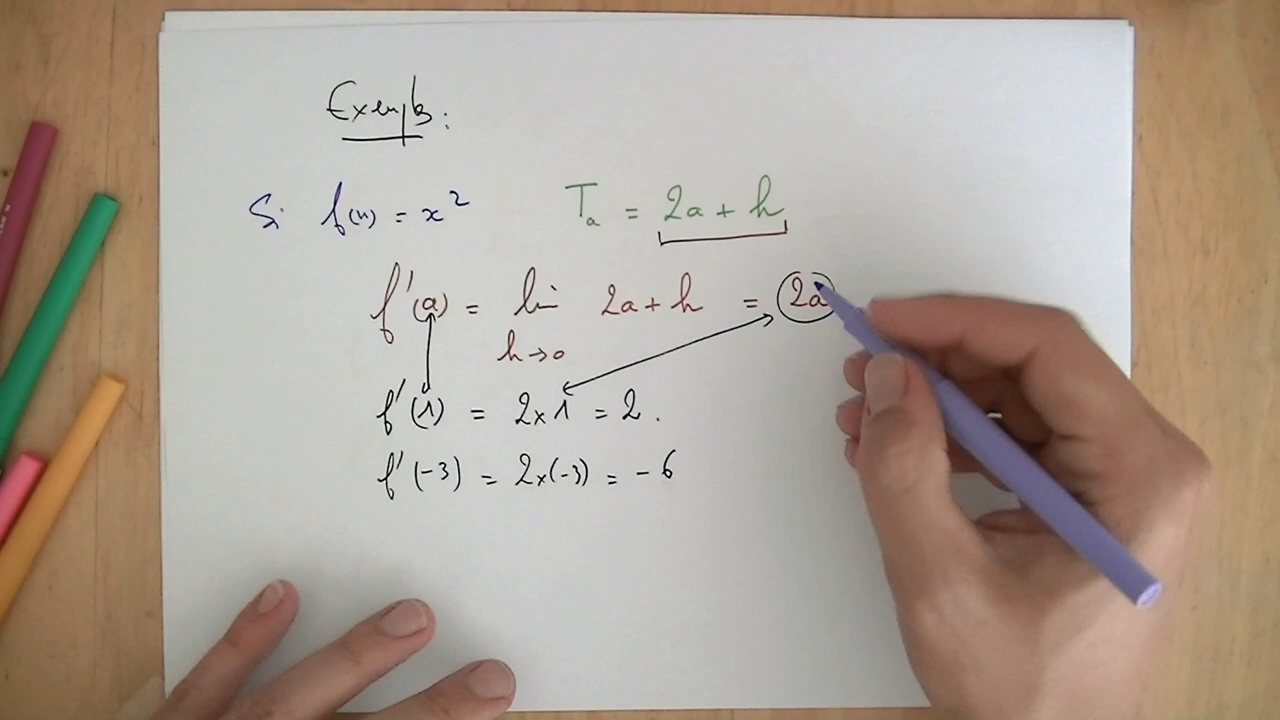 Exemple:
Si f(x) = x² Tₐ = 2a + h
f'(a) = lim 2a + h = 2a
h→0
f'(1) = 2×1 = 2.
f'(-3) = 2×(-3) = -6